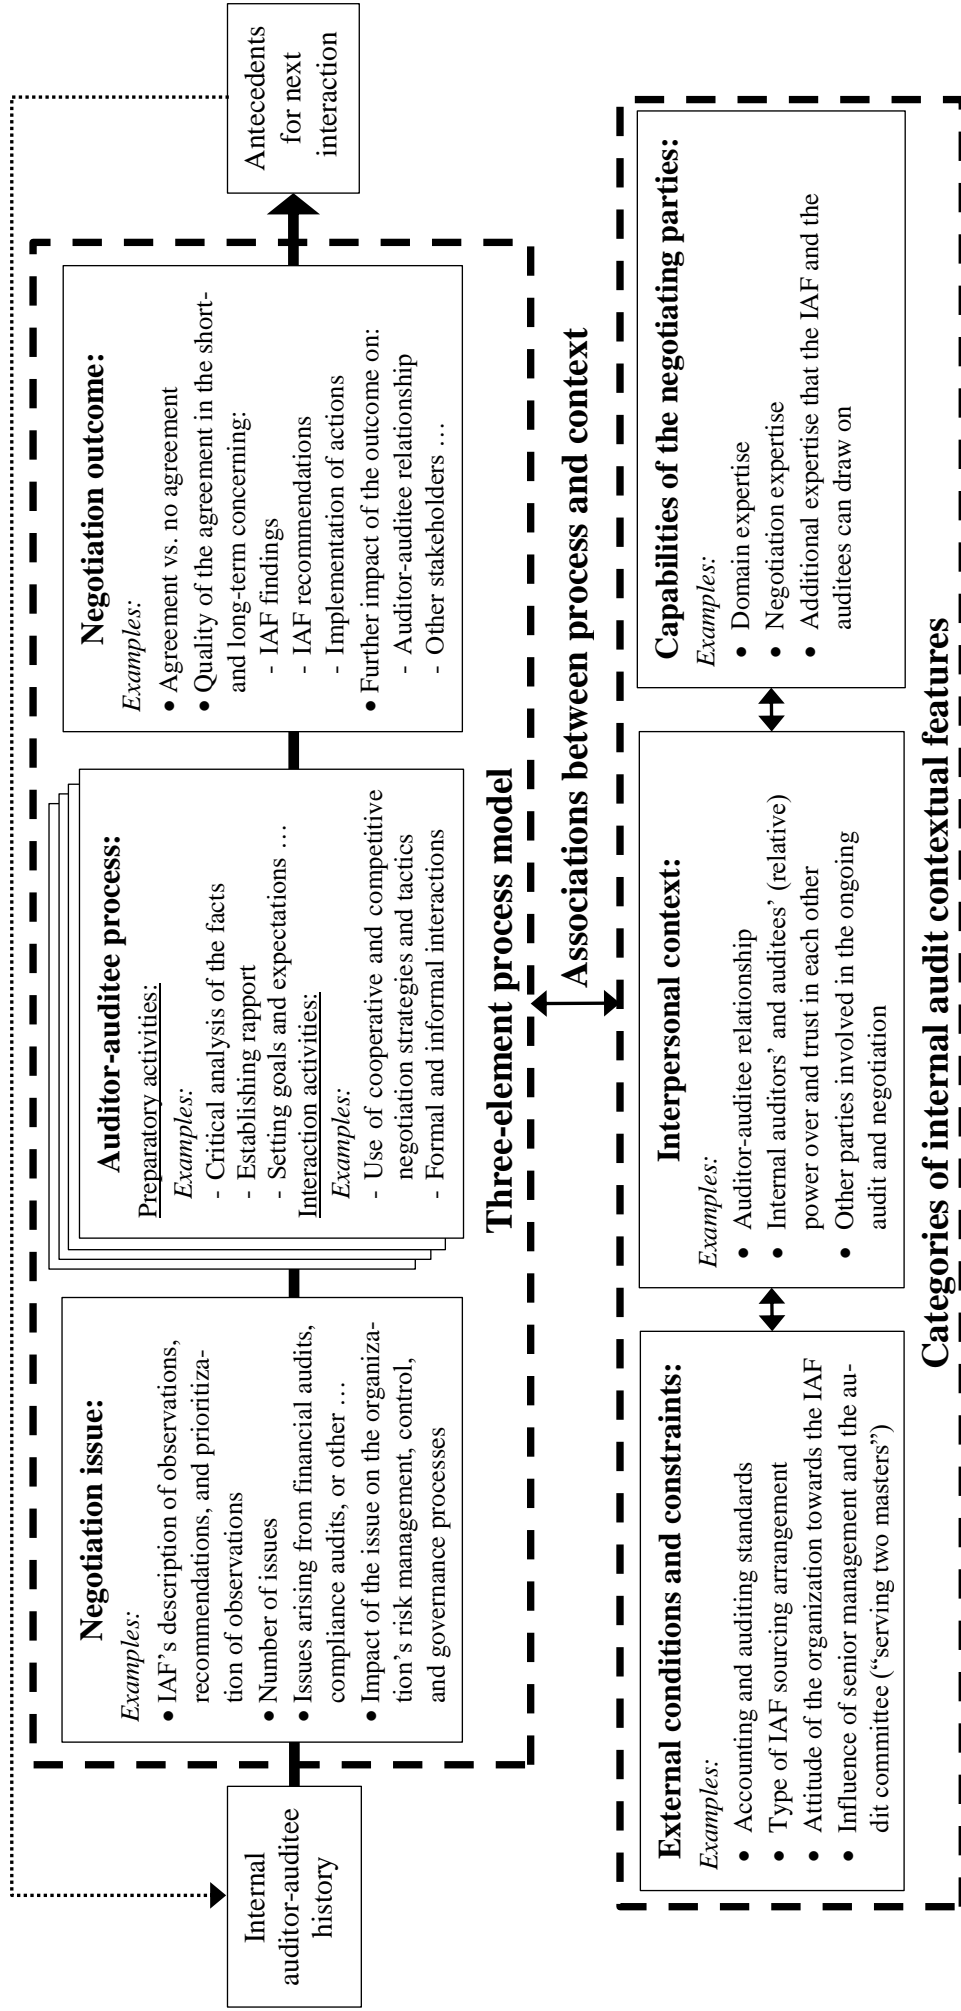 Internal
auditor-auditee
history
Negotiation issue:
Examples:
• IAF's description of observations,
recommendations, and prioritiza-
tion of observations
• Number of issues
• Issues arising from financial audits,
compliance audits, or other …
• Impact of the issue on the organiza-
tion's risk management, control,
and governance processes
Auditor-auditee process:
Preparatory activities:
Examples:
- Critical analysis of the facts
- Establishing rapport
- Setting goals and expectations …
Interaction activities:
Examples:
- Use of cooperative and competitive
negotiation strategies and tactics
- Formal and informal interactions
Negotiation outcome:
Examples:
• Agreement vs. no agreement
• Quality of the agreement in the short-
and long-term concerning:
- IAF findings
- IAF recommendations
- Implementation of actions
• Further impact of the outcome on:
- Auditor-auditee relationship
- Other stakeholders …
Antecedents
for next
interaction
Three-element process model
Associations between process and context
External conditions and constraints:
Examples:
• Accounting and auditing standards
• Type of IAF sourcing arrangement
• Attitude of the organization towards the IAF
• Influence of senior management and the au-
dit committee (“serving two masters”)
Interpersonal context:
Examples:
• Auditor-auditee relationship
• Internal auditors' and auditees' (relative)
power over and trust in each other
• Other parties involved in the ongoing
audit and negotiation
Capabilities of the negotiating parties:
Examples:
• Domain expertise
• Negotiation expertise
• Additional expertise that the IAF and the
auditees can draw on
Categories of internal audit contextual features